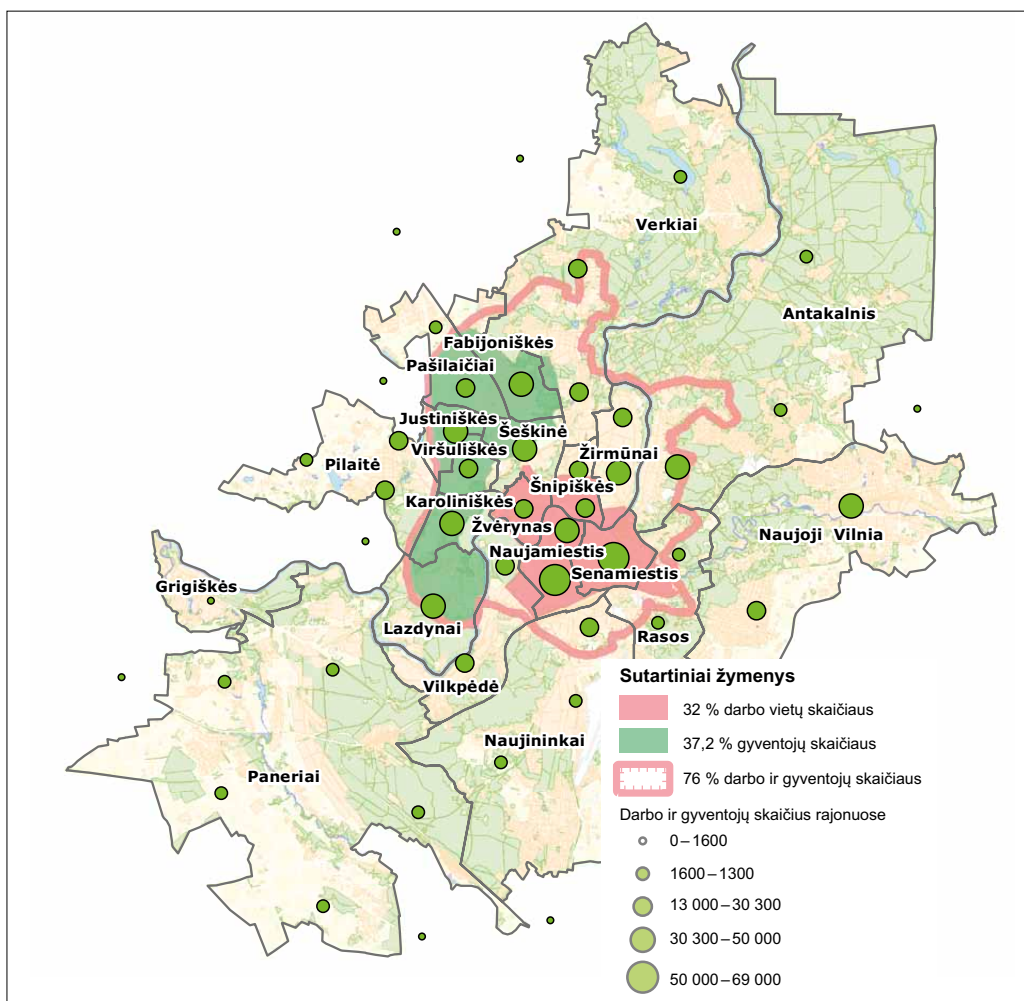 Verkiai
Antakalnis
Fabijoniškės
Pašilaičiai
Justiniškės
Šeškinė
Viršuliškės
Žirmūnai
Pilaitė
Šnipiškės
Karoliniškės
Žvėrynas
Naujoji Vilnia
Naujamiestis
Senamiestis
Grigiškės
Lazdynai
Rasos
Vilkpėdė
Naujininkai
Paneriai
Sutartiniai žymenys
32 % darbo vietų skaičiaus
37,2 % gyventojų skaičiaus
76 % darbo ir gyventojų skaičiaus
Darbo ir gyventojų skaičius rajonuose
0–1600
1600–1300
13 000–30 300
30 300–50 000
50 000–69 000